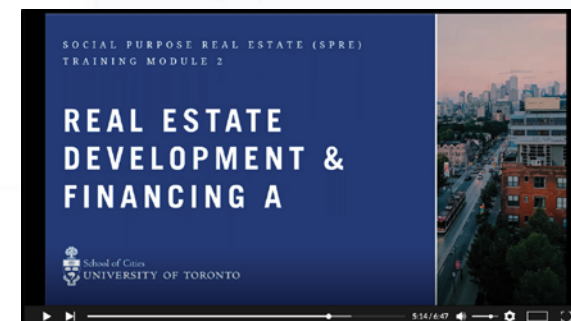 SOCIAL PURPOSE REAL ESTATE (SPRE)
TRAINING MODULE 2
REAL ESTATE
DEVELOPMENT &
FINANCING A
School of Cities
UNIVERSITY OF TORONTO
5:14 / 6:47